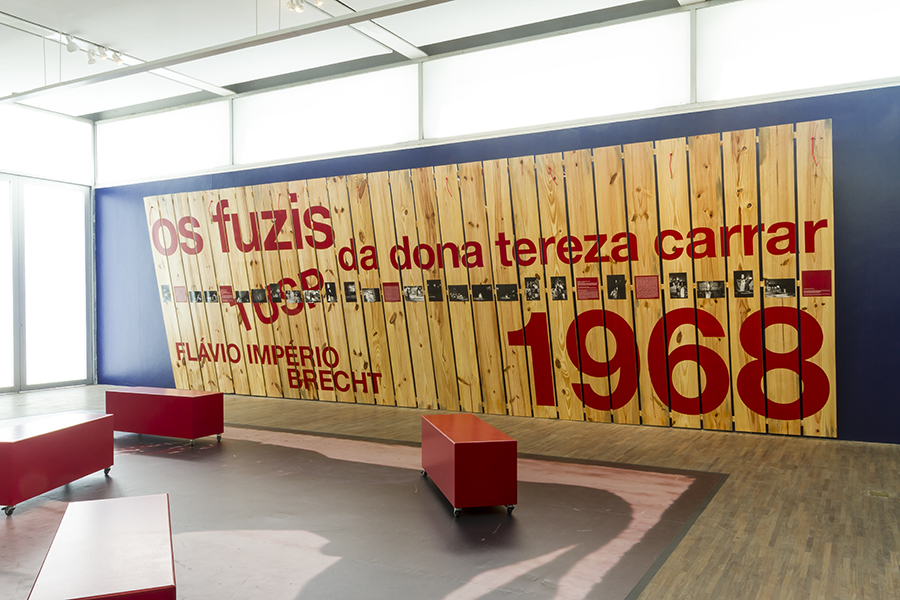 os fuzis
da dona tereza carrar
TUSP
1968
FLÁVIO IMPÉRIO
BRECHT